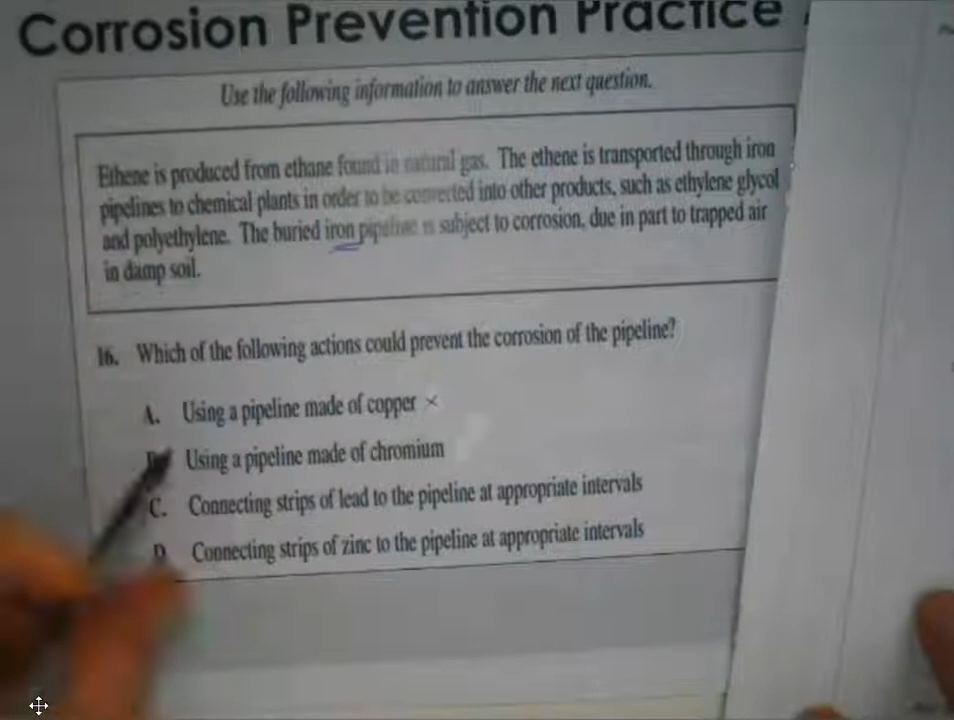 Corrosion Prevention Practice
Use the following information to answer the next question.
Ethene is produced from ethane found in natural gas. The ethene is transported through iron
pipelines to chemical plants in order to be converted into other products, such as ethylene glycol
and polyethylene. The buried iron pipeline is subject to corrosion, due in part to trapped air
in damp soil.
16. Which of the following actions could prevent the corrosion of the pipeline?
A. Using a pipeline made of copper ×
Using a pipeline made of chromium
C. Connecting strips of lead to the pipeline at appropriate intervals
D. Connecting strips of zinc to the pipeline at appropriate intervals